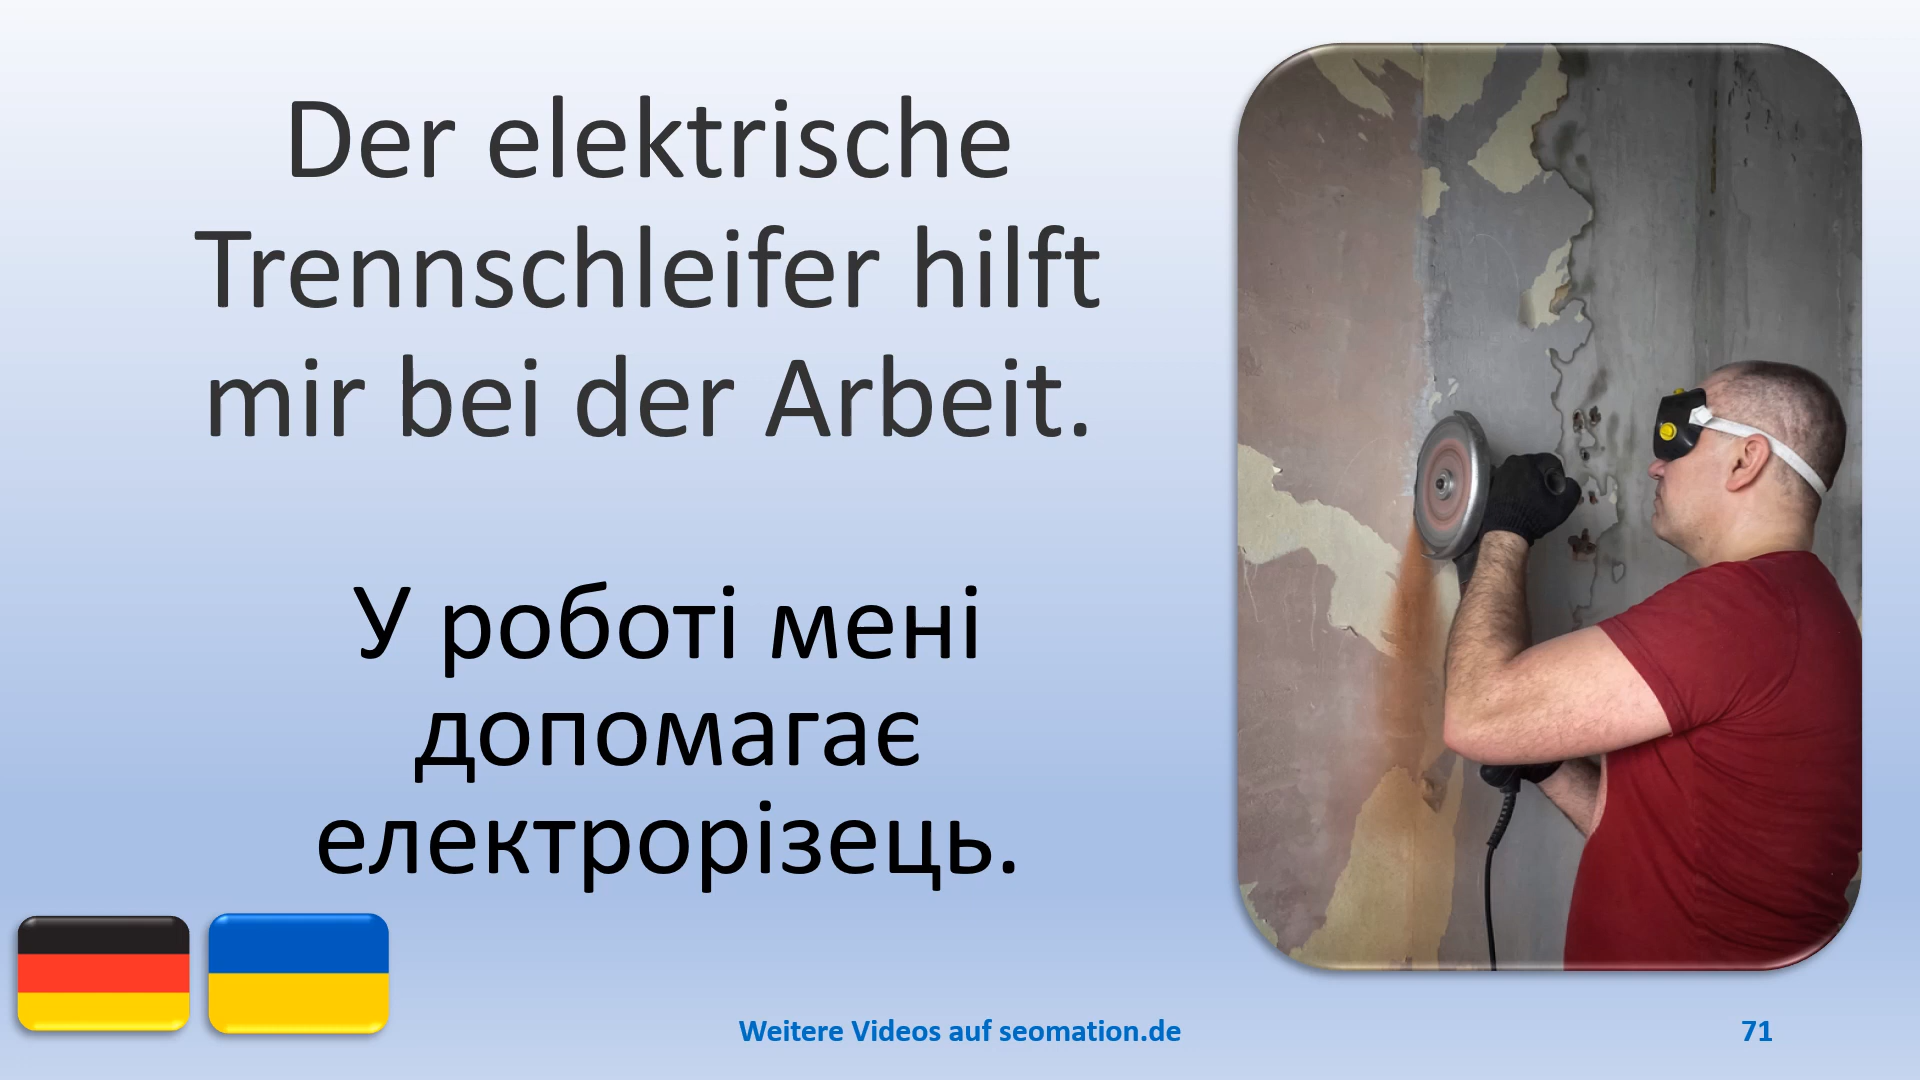 Der elektrische
Trennschleifer hilft
mir bei der Arbeit.
У роботі мені
допомагає
електрорізець.
Weitere Videos auf seomation.de
71